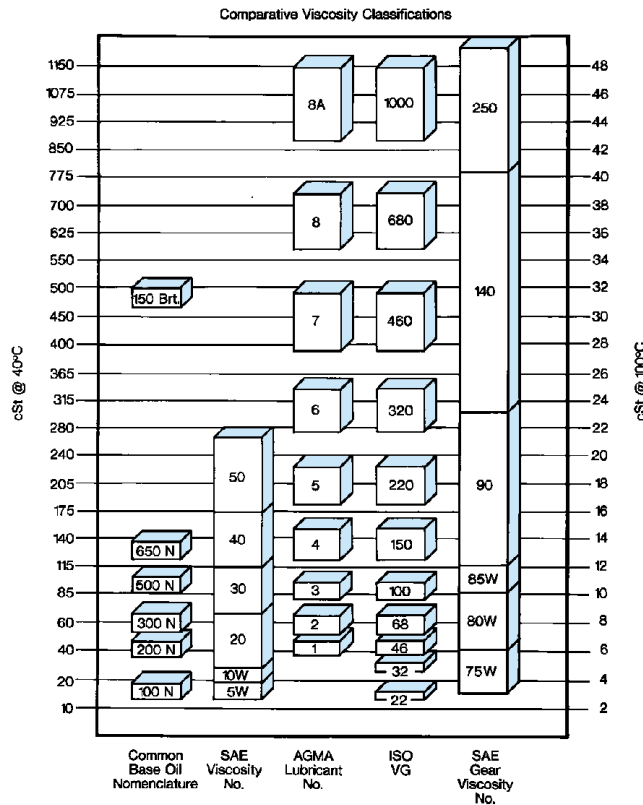 Comparative Viscosity Classifications
cSt @ 40°C
1150
1075
925
850
775
700
625
550
500
450
400
365
315
280
240
205
175
140
115
85
60
40
20
10
150 Brt.
650 N
500 N
300 N
200 N
100 N
50
40
30
20
10W
5W
8A
8
7
6
5
4
3
2
1
1000
680
460
320
220
150
100
68
46
32
22
250
140
90
85W
80W
75W
48
46
44
42
40
38
36
34
32
30
28
26
24
22
20
18
16
14
12
10
8
6
4
2
cSt @ 100°C
Common
Base Oil
Nomenclature
SAE
Viscosity
No.
AGMA
Lubricant No.
ISO
VG
SAE
Gear
Viscosity
No.